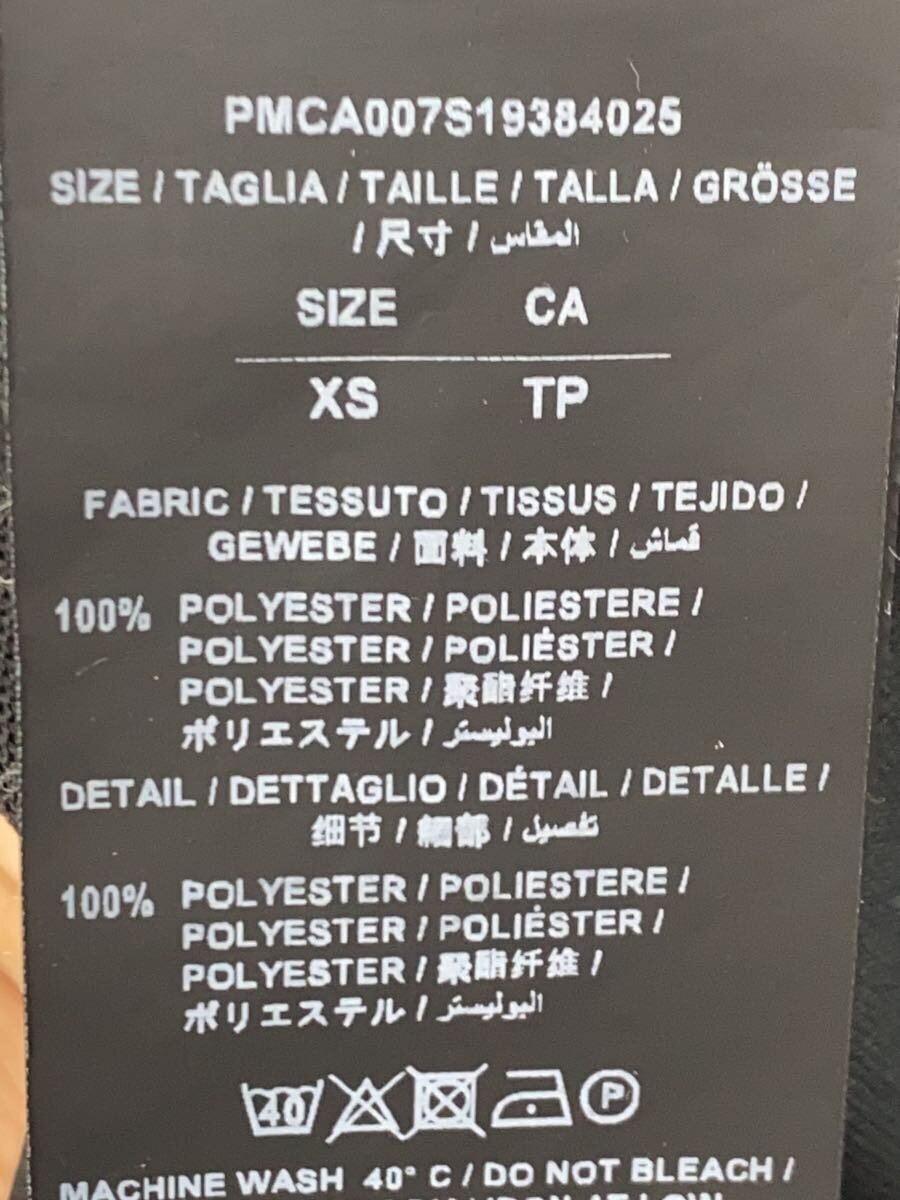 PMCA007S19384025
SIZE / TAGLIA / TAILLE / TALLA / GRÖSSE
/ 尺寸 / المقاس
SIZE CA
XS TP
FABRIC / TESSUTO / TISSUS / TEJIDO /
GEWEBE / 面料 / 本体 / قماش
100% POLYESTER / POLIESTERE /
POLYESTER / POLIÉSTER /
POLYESTER / 聚酯纤维 /
ポリエステル / البوليستر
DETAIL / DETTAGLIO / DÉTAIL / DETALLE /
细节 / 細部 / تفصيل
100% POLYESTER / POLIESTERE /
POLYESTER / POLIÉSTER /
POLYESTER / 聚酯纤维 /
ポリエステル / البوليستر
40 P
MACHINE WASH 40° C / DO NOT BLEACH /